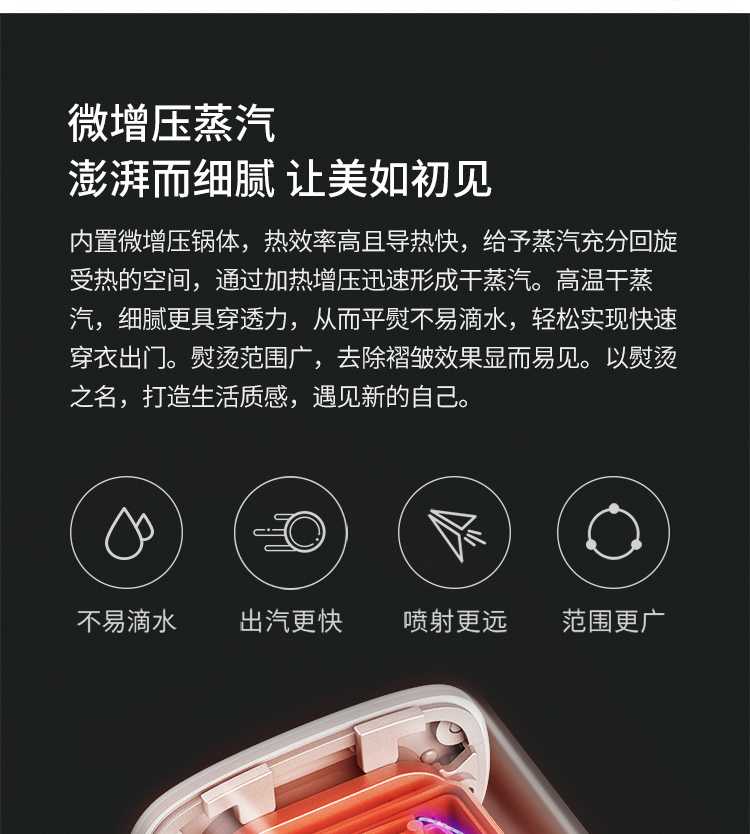 微增压蒸汽
澎湃而细腻 让美如初见
内置微增压锅体，热效率高且导热快，给予蒸汽充分回旋
受热的空间，通过加热增压迅速形成干蒸汽。高温干蒸
汽，细腻更具穿透力，从而平熨不易滴水，轻松实现快速
穿衣出门。熨烫范围广，去除褶皱效果显而易见。以熨烫
之名，打造生活质感，遇见新的自己。
不易滴水 出汽更快 喷射更远 范围更广